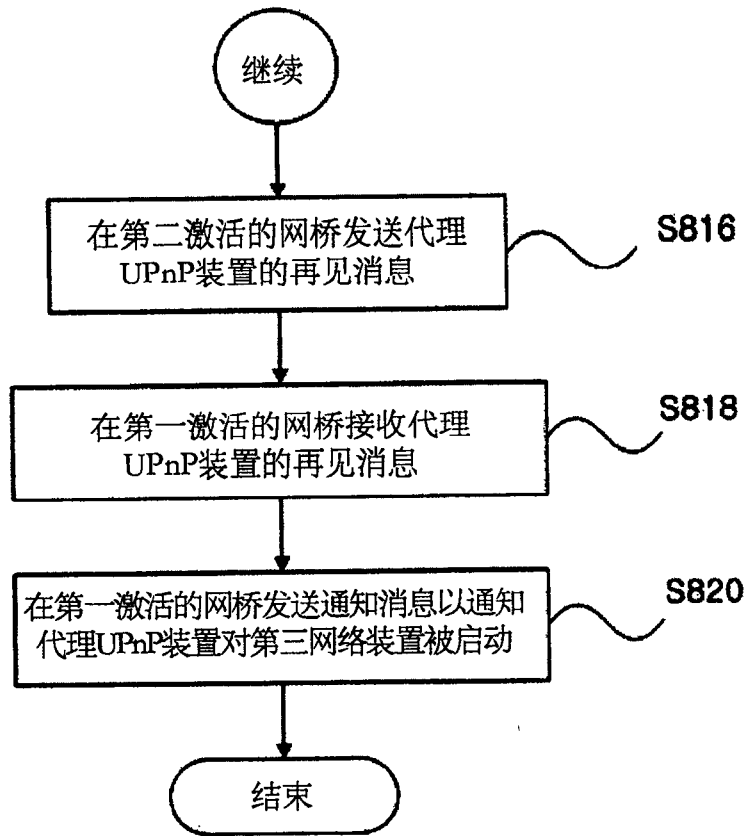 继续
在第二激活的网桥发送代理
UPnP装置的再见消息
S816
在第一激活的网桥接收代理
UPnP装置的再见消息
S818
在第一激活的网桥发送通知消息以通知
代理UPnP装置对第三网络装置被启动
S820
结束